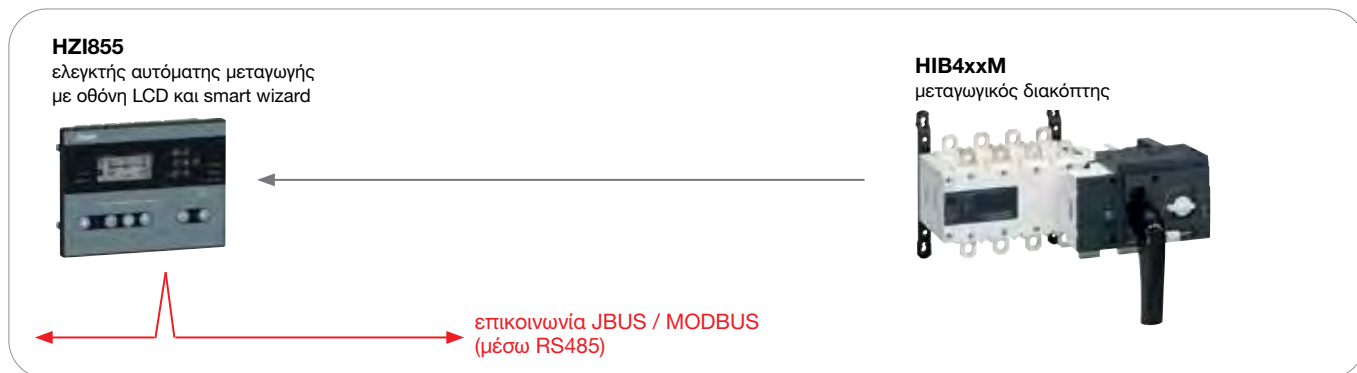 HZI855
ελεγκτής αυτόματης μεταγωγής
με οθόνη LCD και smart wizard
HIB4xxM
μεταγωγικός διακόπτης
επικοινωνία JBUS / MODBUS
(μέσω RS485)